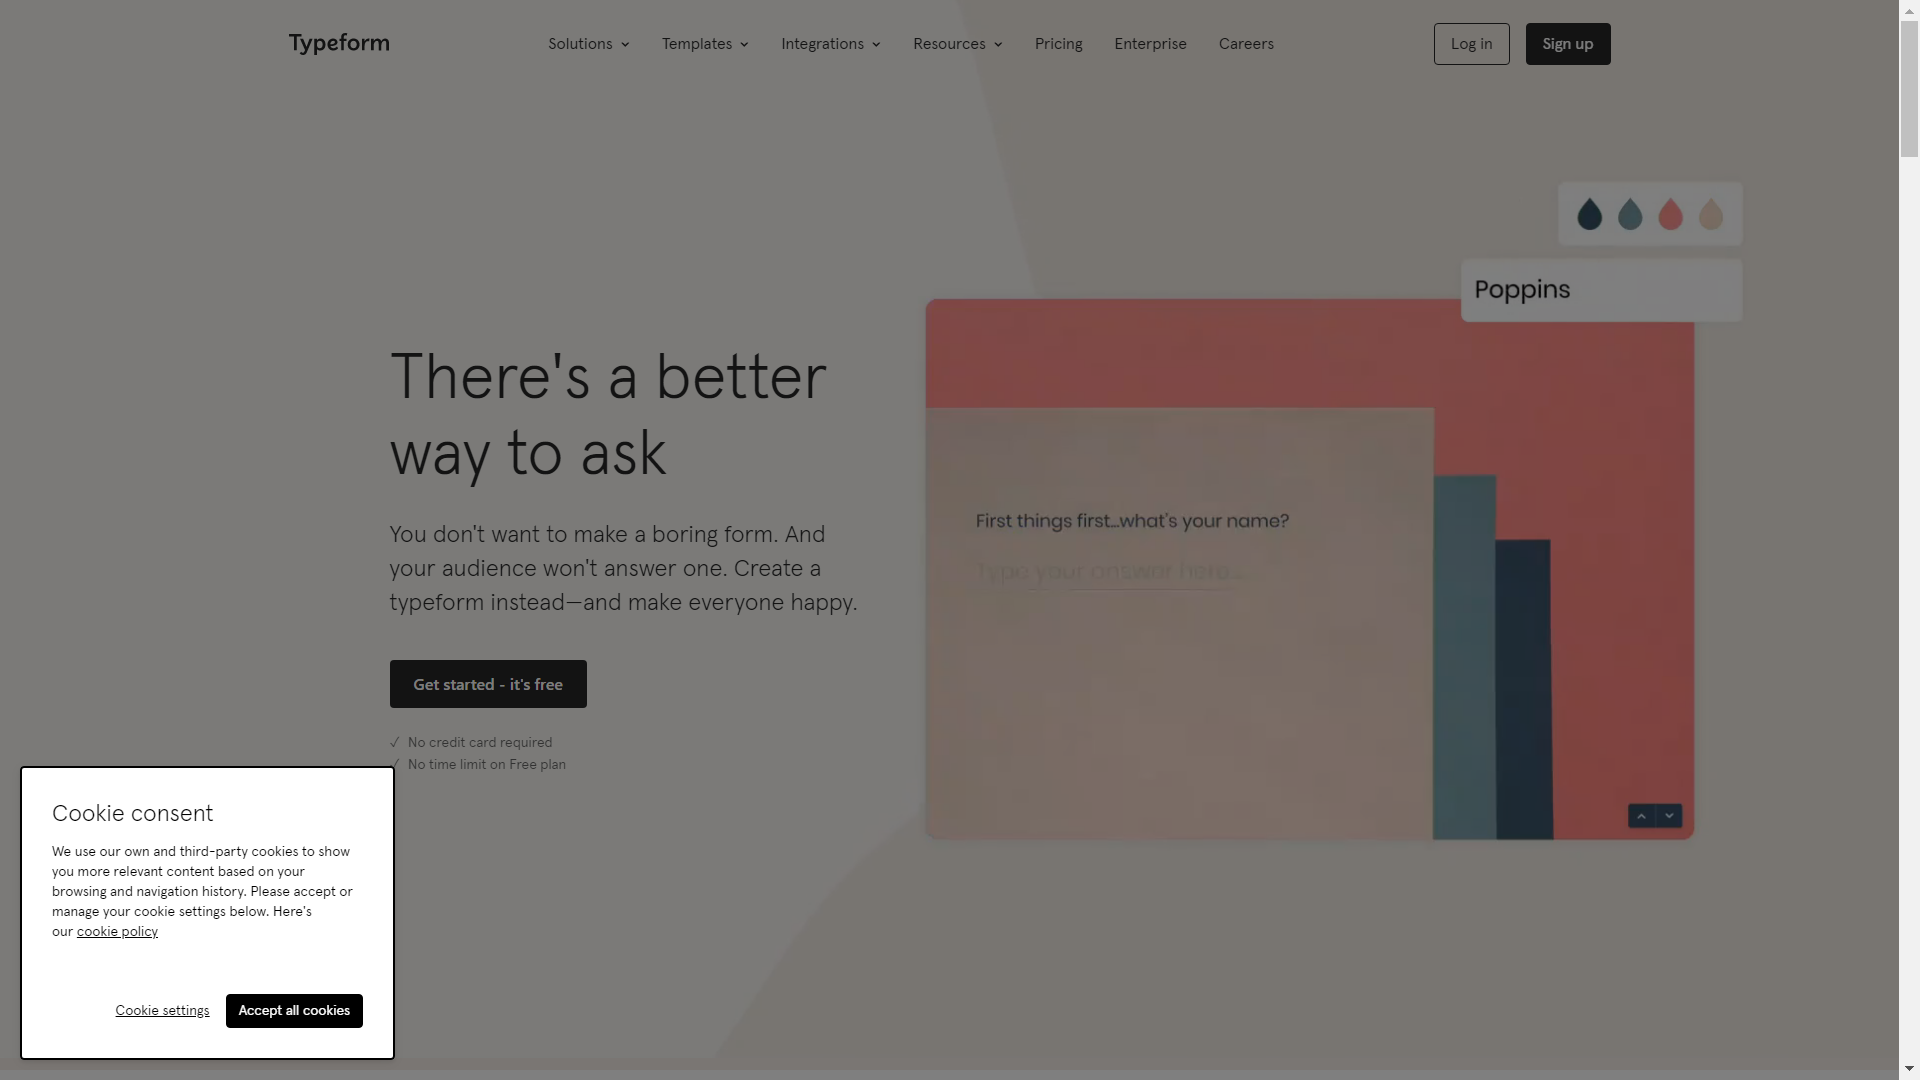 Typeform
Solutions
Templates
Integrations
Resources
Pricing
Enterprise
Careers
Log in
Sign up
Poppins
There's a better
way to ask
You don't want to make a boring form. And
your audience won't answer one. Create a
typeform instead—and make everyone happy.
First things first...what's your name?
Type your answer here...
Get started - it's free
✓ No credit card required
✓ No time limit on Free plan
Cookie consent
We use our own and third-party cookies to show
you more relevant content based on your
browsing and navigation history. Please accept or
manage your cookie settings below. Here's
our cookie policy
Cookie settings
Accept all cookies